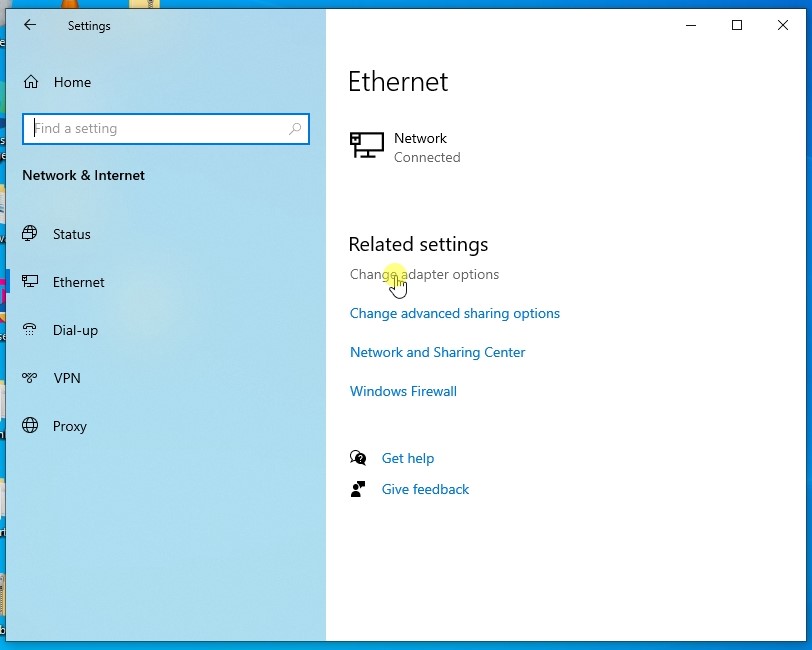 Settings
Home
Find a setting
Network & Internet
Status
Ethernet
Dial-up
VPN
Proxy
Ethernet
Network
Connected
Related settings
Change adapter options
Change advanced sharing options
Network and Sharing Center
Windows Firewall
Get help
Give feedback